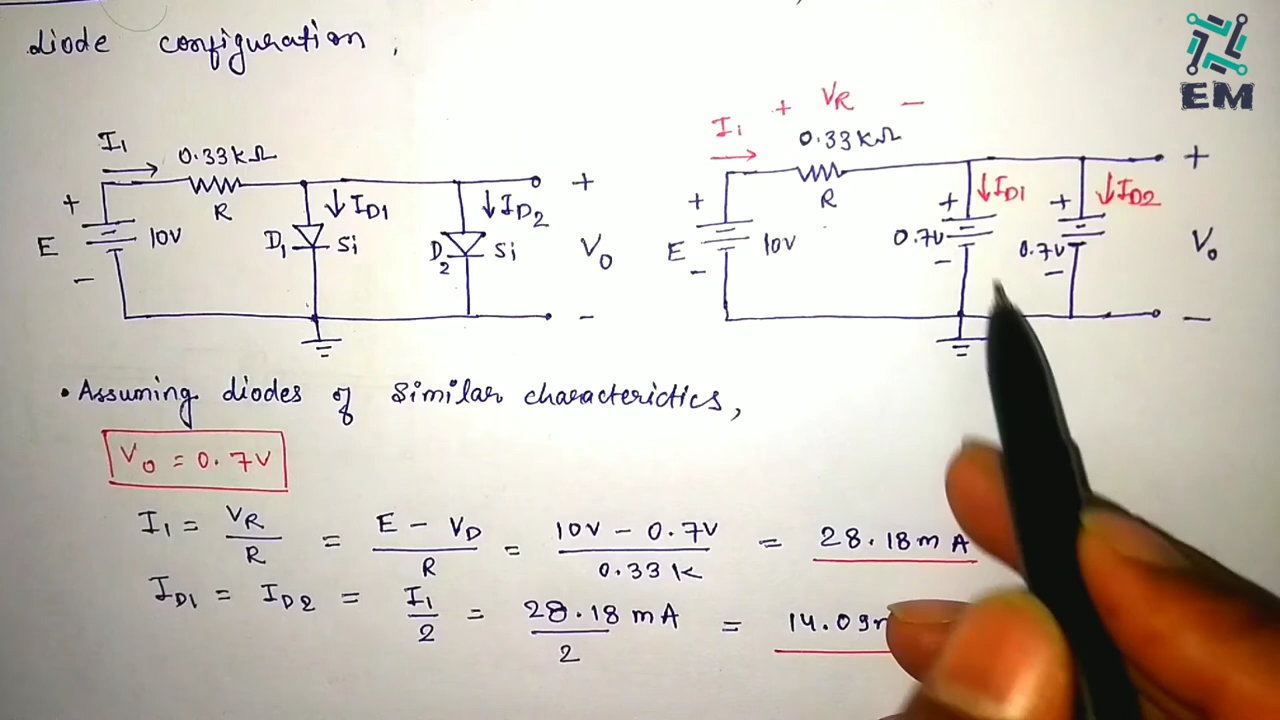 diode configuration,
EM
I1 0.33kΩ
+ R ↓ID1 ↓ID2 +
E 10V D1 Si D2 Si Vo
- -
+ VR -
I1 0.33kΩ
+ R + ↓ID1 + ↓ID2 +
E 10V 0.7V 0.7V Vo
- - - -
• Assuming diodes of similar characterictics,
Vo = 0.7V
I1 = VR/R = E - VD/R = 10V - 0.7V/0.33K = 28.18mA
ID1 = ID2 = I1/2 = 28.18mA/2 = 14.09